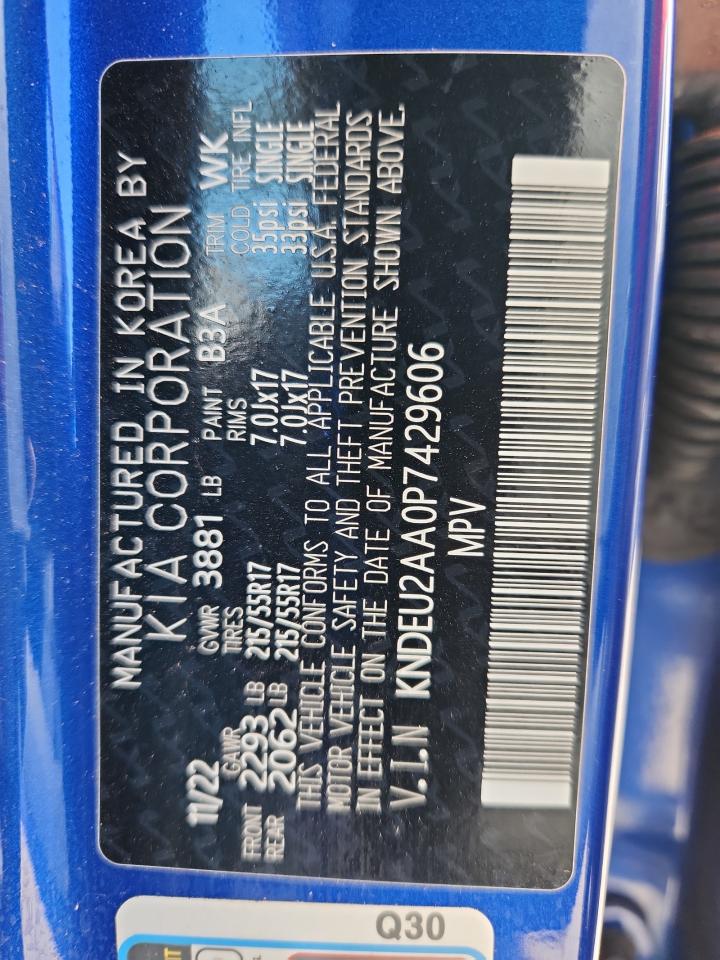 MANUFACTURED IN KOREA BY
KIA CORPORATION
11/22 GVWR 3881 LB PAINT B3A TRIM WK
GAWR TIRES RIMS COLD TIRE INFL
FRONT 2293 LB 215/55R17 7.0Jx17 35psi SINGLE
REAR 2062 LB 215/55R17 7.0Jx17 33psi SINGLE
THIS VEHICLE CONFORMS TO ALL APPLICABLE U.S.A. FEDERAL
MOTOR VEHICLE SAFETY AND THEFT PREVENTION STANDARDS
IN EFFECT ON THE DATE OF MANUFACTURE SHOWN ABOVE.
V.I.N KNDEU2AA0P7429606
MPV
Q30